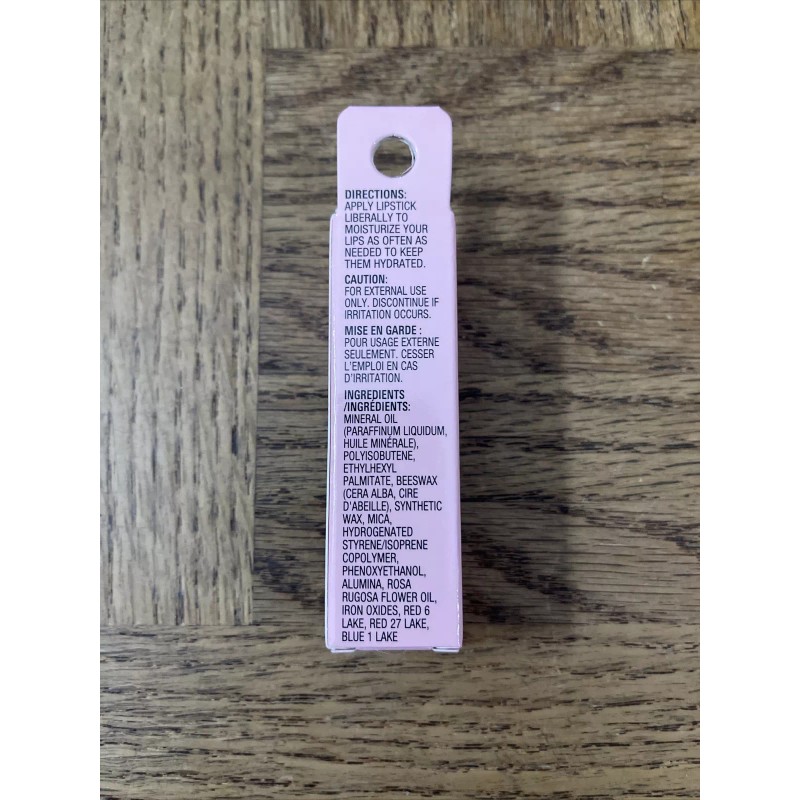 DIRECTIONS:
APPLY LIPSTICK
LIBERALLY TO
MOISTURIZE YOUR
LIPS AS OFTEN AS
NEEDED TO KEEP
THEM HYDRATED.
CAUTION:
FOR EXTERNAL USE
ONLY. DISCONTINUE IF
IRRITATION OCCURS.
MISE EN GARDE :
POUR USAGE EXTERNE
SEULEMENT. CESSER
L'EMPLOI EN CAS
D'IRRITATION.
INGREDIENTS
/INGRÉDIENTS:
MINERAL OIL
(PARAFFINUM LIQUIDUM,
HUILE MINÉRALE),
POLYISOBUTENE,
ETHYLHEXYL
PALMITATE, BEESWAX
(CERA ALBA, CIRE
D'ABEILLE), SYNTHETIC
WAX, MICA,
HYDROGENATED
STYRENE/ISOPRENE
COPOLYMER,
PHENOXYETHANOL,
ALUMINA, ROSA
RUGOSA FLOWER OIL,
IRON OXIDES, RED 6
LAKE, RED 27 LAKE,
BLUE 1 LAKE